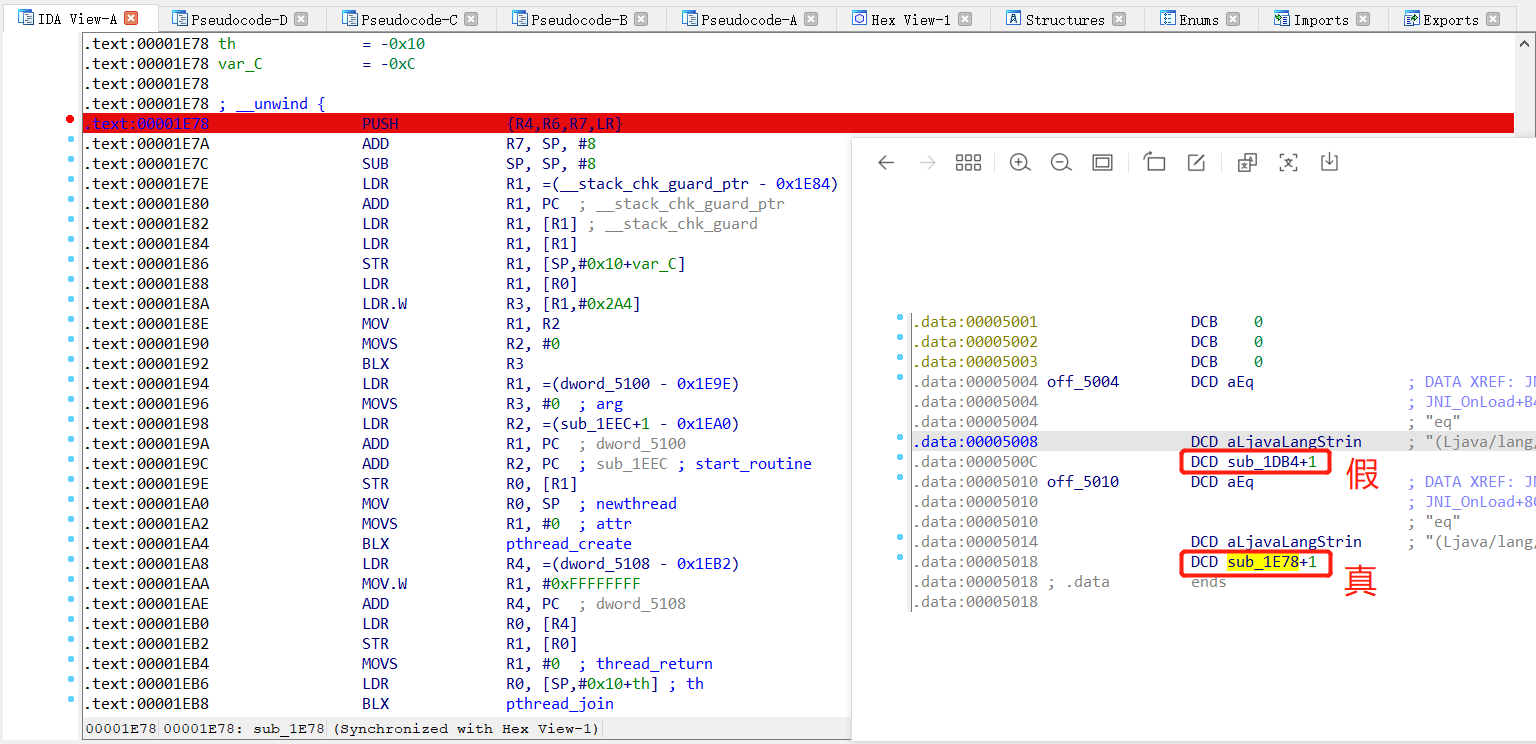 IDA View-A Pseudocode-D Pseudocode-C Pseudocode-B Pseudocode-A Hex View-1 Structures Enums Imports Exports
.text:00001E78 th = -0x10
.text:00001E78 var_C = -0xC
.text:00001E78
.text:00001E78 ; __unwind {
.text:00001E78 PUSH {R4,R6,R7,LR}
.text:00001E7A ADD R7, SP, #8
.text:00001E7C SUB SP, SP, #8
.text:00001E7E LDR R1, =(__stack_chk_guard_ptr - 0x1E84)
.text:00001E80 ADD R1, PC ; __stack_chk_guard_ptr
.text:00001E82 LDR R1, [R1] ; __stack_chk_guard
.text:00001E84 LDR R1, [R1]
.text:00001E86 STR R1, [SP,#0x10+var_C]
.text:00001E88 LDR R1, [R0]
.text:00001E8A LDR.W R3, [R1,#0x2A4]
.text:00001E8E MOV R1, R2
.text:00001E90 MOVS R2, #0
.text:00001E92 BLX R3
.text:00001E94 LDR R1, =(dword_5100 - 0x1E9E)
.text:00001E96 MOVS R3, #0 ; arg
.text:00001E98 LDR R2, =(sub_1EEC+1 - 0x1EA0)
.text:00001E9A ADD R1, PC ; dword_5100
.text:00001E9C ADD R2, PC ; sub_1EEC ; start_routine
.text:00001E9E STR R0, [R1]
.text:00001EA0 MOV R0, SP ; newthread
.text:00001EA2 MOVS R1, #0 ; attr
.text:00001EA4 BLX pthread_create
.text:00001EA8 LDR R4, =(dword_5108 - 0x1EB2)
.text:00001EAA MOV.W R1, #0xFFFFFFFF
.text:00001EAE ADD R4, PC ; dword_5108
.text:00001EB0 LDR R0, [R4]
.text:00001EB2 STR R1, [R0]
.text:00001EB4 MOVS R1, #0 ; thread_return
.text:00001EB6 LDR R0, [SP,#0x10+th] ; th
.text:00001EB8 BLX pthread_join
00001E78 00001E78: sub_1E78 (Synchronized with Hex View-1)
.data:00005001 DCB 0
.data:00005002 DCB 0
.data:00005003 DCB 0
.data:00005004 off_5004 DCD aEq ; DATA XREF: JN
.data:00005004 ; JNI_OnLoad+B4
.data:00005004 ; "eq"
.data:00005008 DCD aLjavaLangStrin ; "(Ljava/lang/
.data:0000500C DCD sub_1DB4+1 假
.data:00005010 off_5010 DCD aEq ; DATA XREF: JN
.data:00005010 ; JNI_OnLoad+8C
.data:00005010 ; "eq"
.data:00005014 DCD aLjavaLangStrin ; "(Ljava/lang/
.data:00005018 DCD sub_1E78+1 真
.data:00005018 ; .data ends
.data:00005018